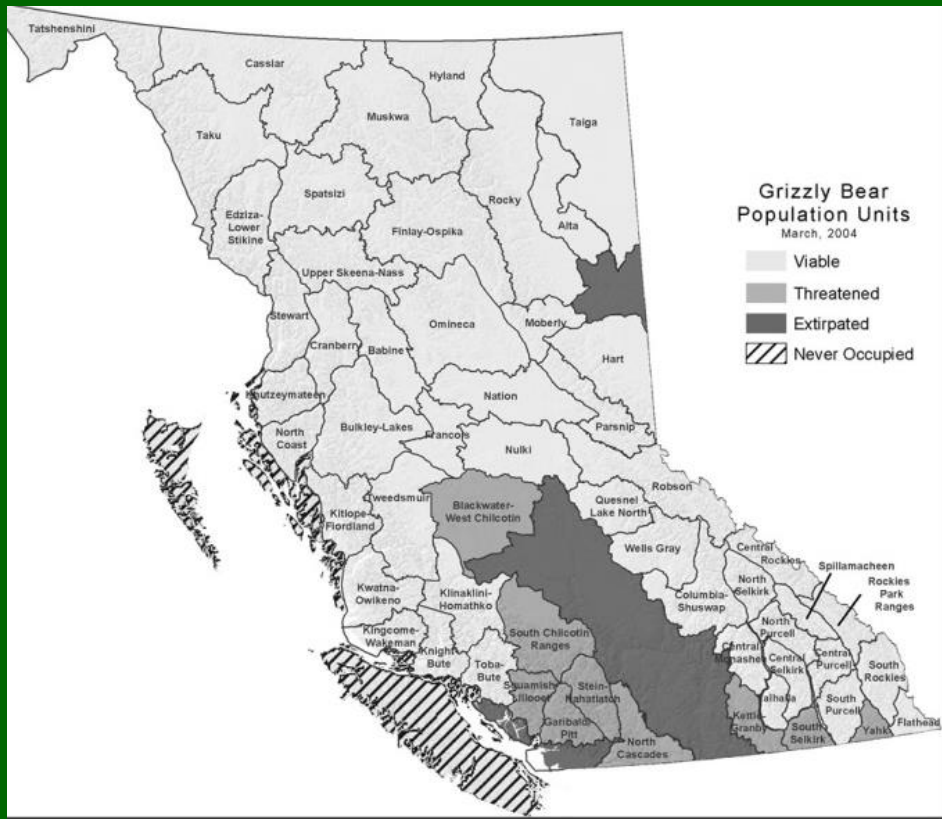 Tatshenshini
Cassiar
Hyland
Muskwa
Taku
Taiga
Spatsizi
Rocky
Edziza-
Lower
Stikine
Finlay-Ospika
Alta
Upper Skeena-Nass
Stewart
Omineca
Moberly
Cranberry
Babine
Hart
Khutzeymateen
Nation
North
Coast
Bulkley-Lakes
Francois
Parsnip
Nulki
Robson
Tweedsmuir
Blackwater-
West Chilcotin
Quesnel
Lake North
Kitlope-
Fiordland
Wells Gray
Central
Rockies
Spillamacheen
North
Selkirk
Rockies
Park
Ranges
Kwatna-
Owikeno
Klinaklini-
Homathko
Columbia-
Shuswap
North
Purcell
Kingcome-
Wakeman
Knight
Bute
South Chilcotin
Ranges
Toba-
Bute
Central
Monashee
Central
Selkirk
Central
Purcell
South
Rockies
Squamish
Lillooet
Stein-
Nahatlatch
Valhalla
South
Purcell
Garibaldi
Pitt
Kettle-
Granby
South
Selkirk
Yahk
Flathead
North
Cascades
Grizzly Bear
Population Units
March, 2004
Viable
Threatened
Extirpated
Never Occupied